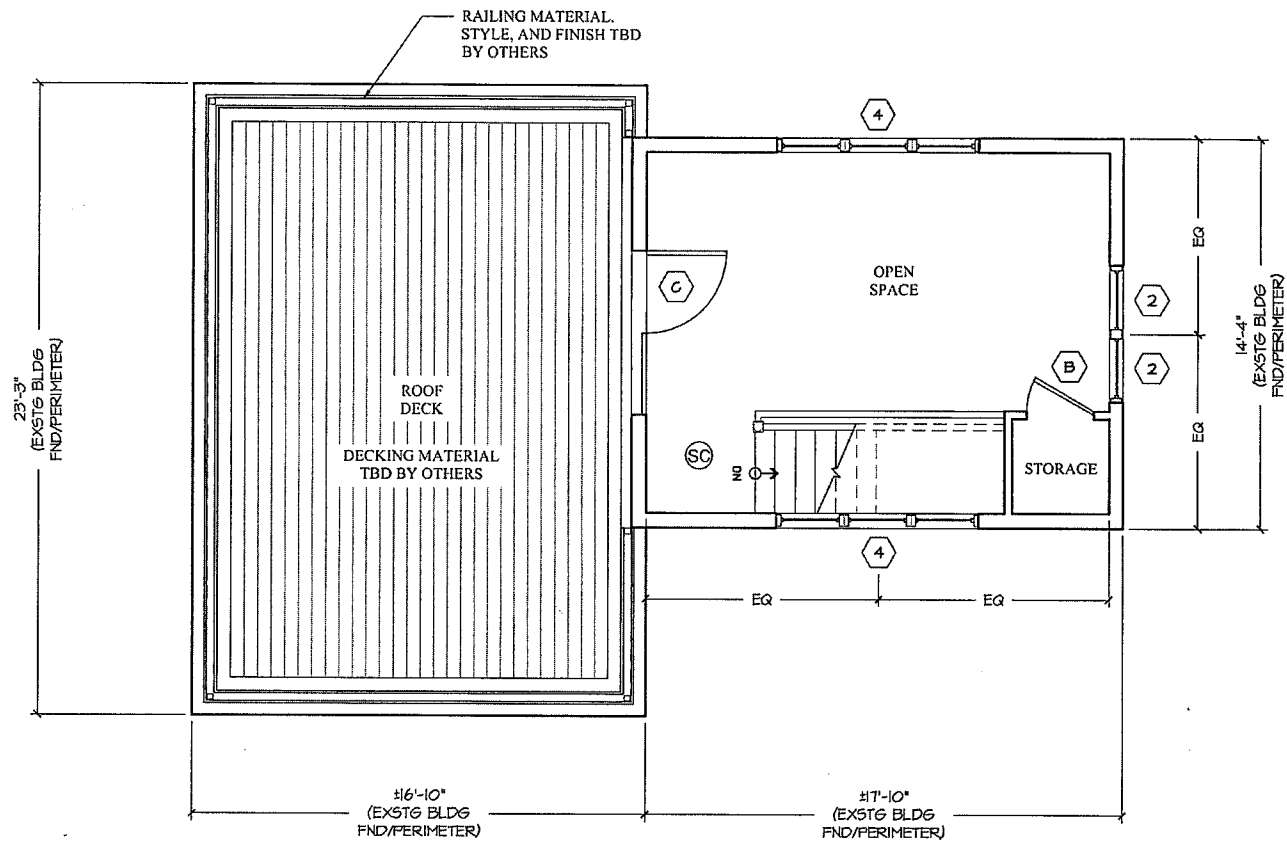 RAILING MATERIAL.
STYLE, AND FINISH TBD
BY OTHERS
4
23'-3"
(EXSTG BLDG
FND/PERIMETER)
C
OPEN
SPACE
EQ
2
14'-4"
(EXSTG BLDG
FND/PERIMETER)
B
2
ROOF
DECK
DECKING MATERIAL
TBD BY OTHERS
SC
DN
STORAGE
EQ
4
EQ
EQ
±16'-10"
(EXSTG BLDG
FND/PERIMETER)
±17'-10"
(EXSTG BLDG
FND/PERIMETER)